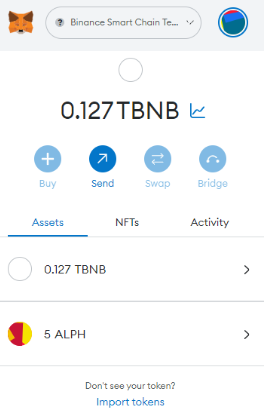 Binance Smart Chain Te...
0.127 TBNB
Buy Send Swap Bridge
Assets NFTs Activity
0.127 TBNB
5 ALPH
Don't see your token?
Import tokens